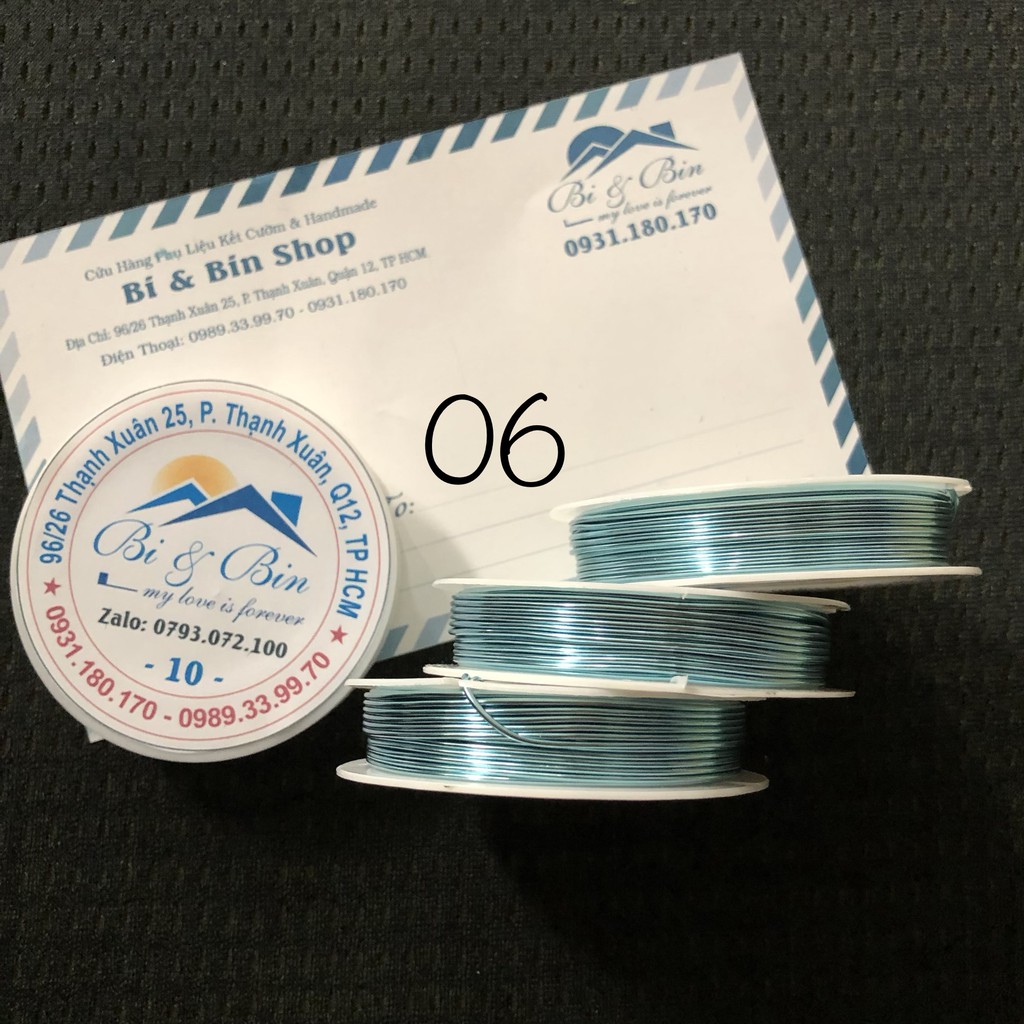 Cửu Hàng Phụ Liệu Kết Cườm & Handmade
Bi & Bin Shop
Địa Chỉ: 96/26 Thạnh Xuân 25, P. Thạnh Xuân, Quận 12, TP HCM
Điện Thoại: 0989.33.99.70 - 0931.180.170
Bi & Bin
my love is forever
0931.180.170
06
To:
96/26 Thạnh Xuân 25, P. Thạnh Xuân, Q12, TP HCM
Bi & Bin
my love is forever
Zalo: 0793.072.100
- 10 -
★ 0931.180.170 - 0989.33.99.70 ★